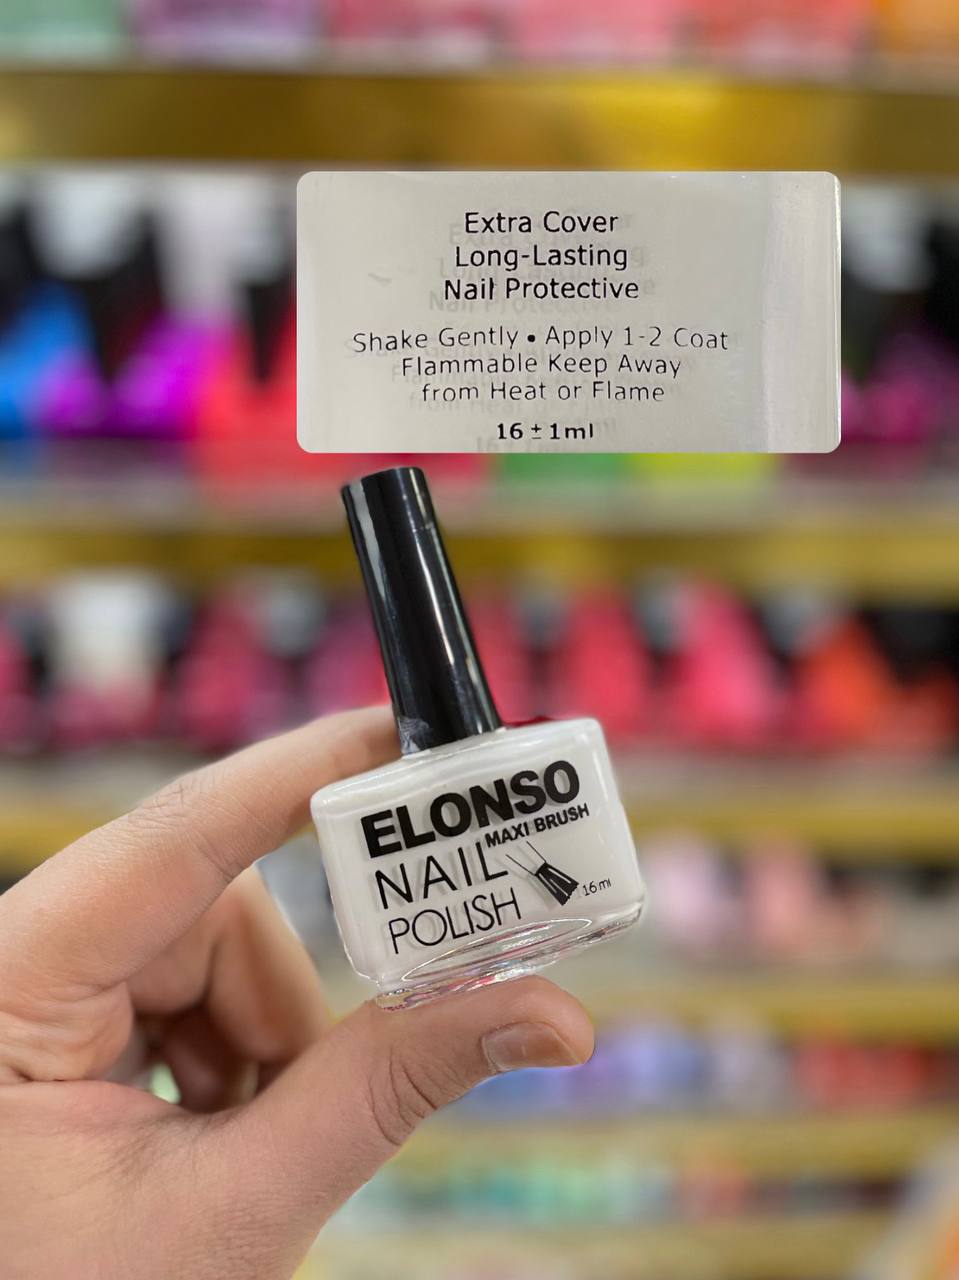 Extra Cover
Long-Lasting
Nail Protective
Shake Gently • Apply 1-2 Coat
Flammable Keep Away
from Heat or Flame
16 ± 1ml
ELONSO
MAXI BRUSH
NAIL
POLISH
16 ml